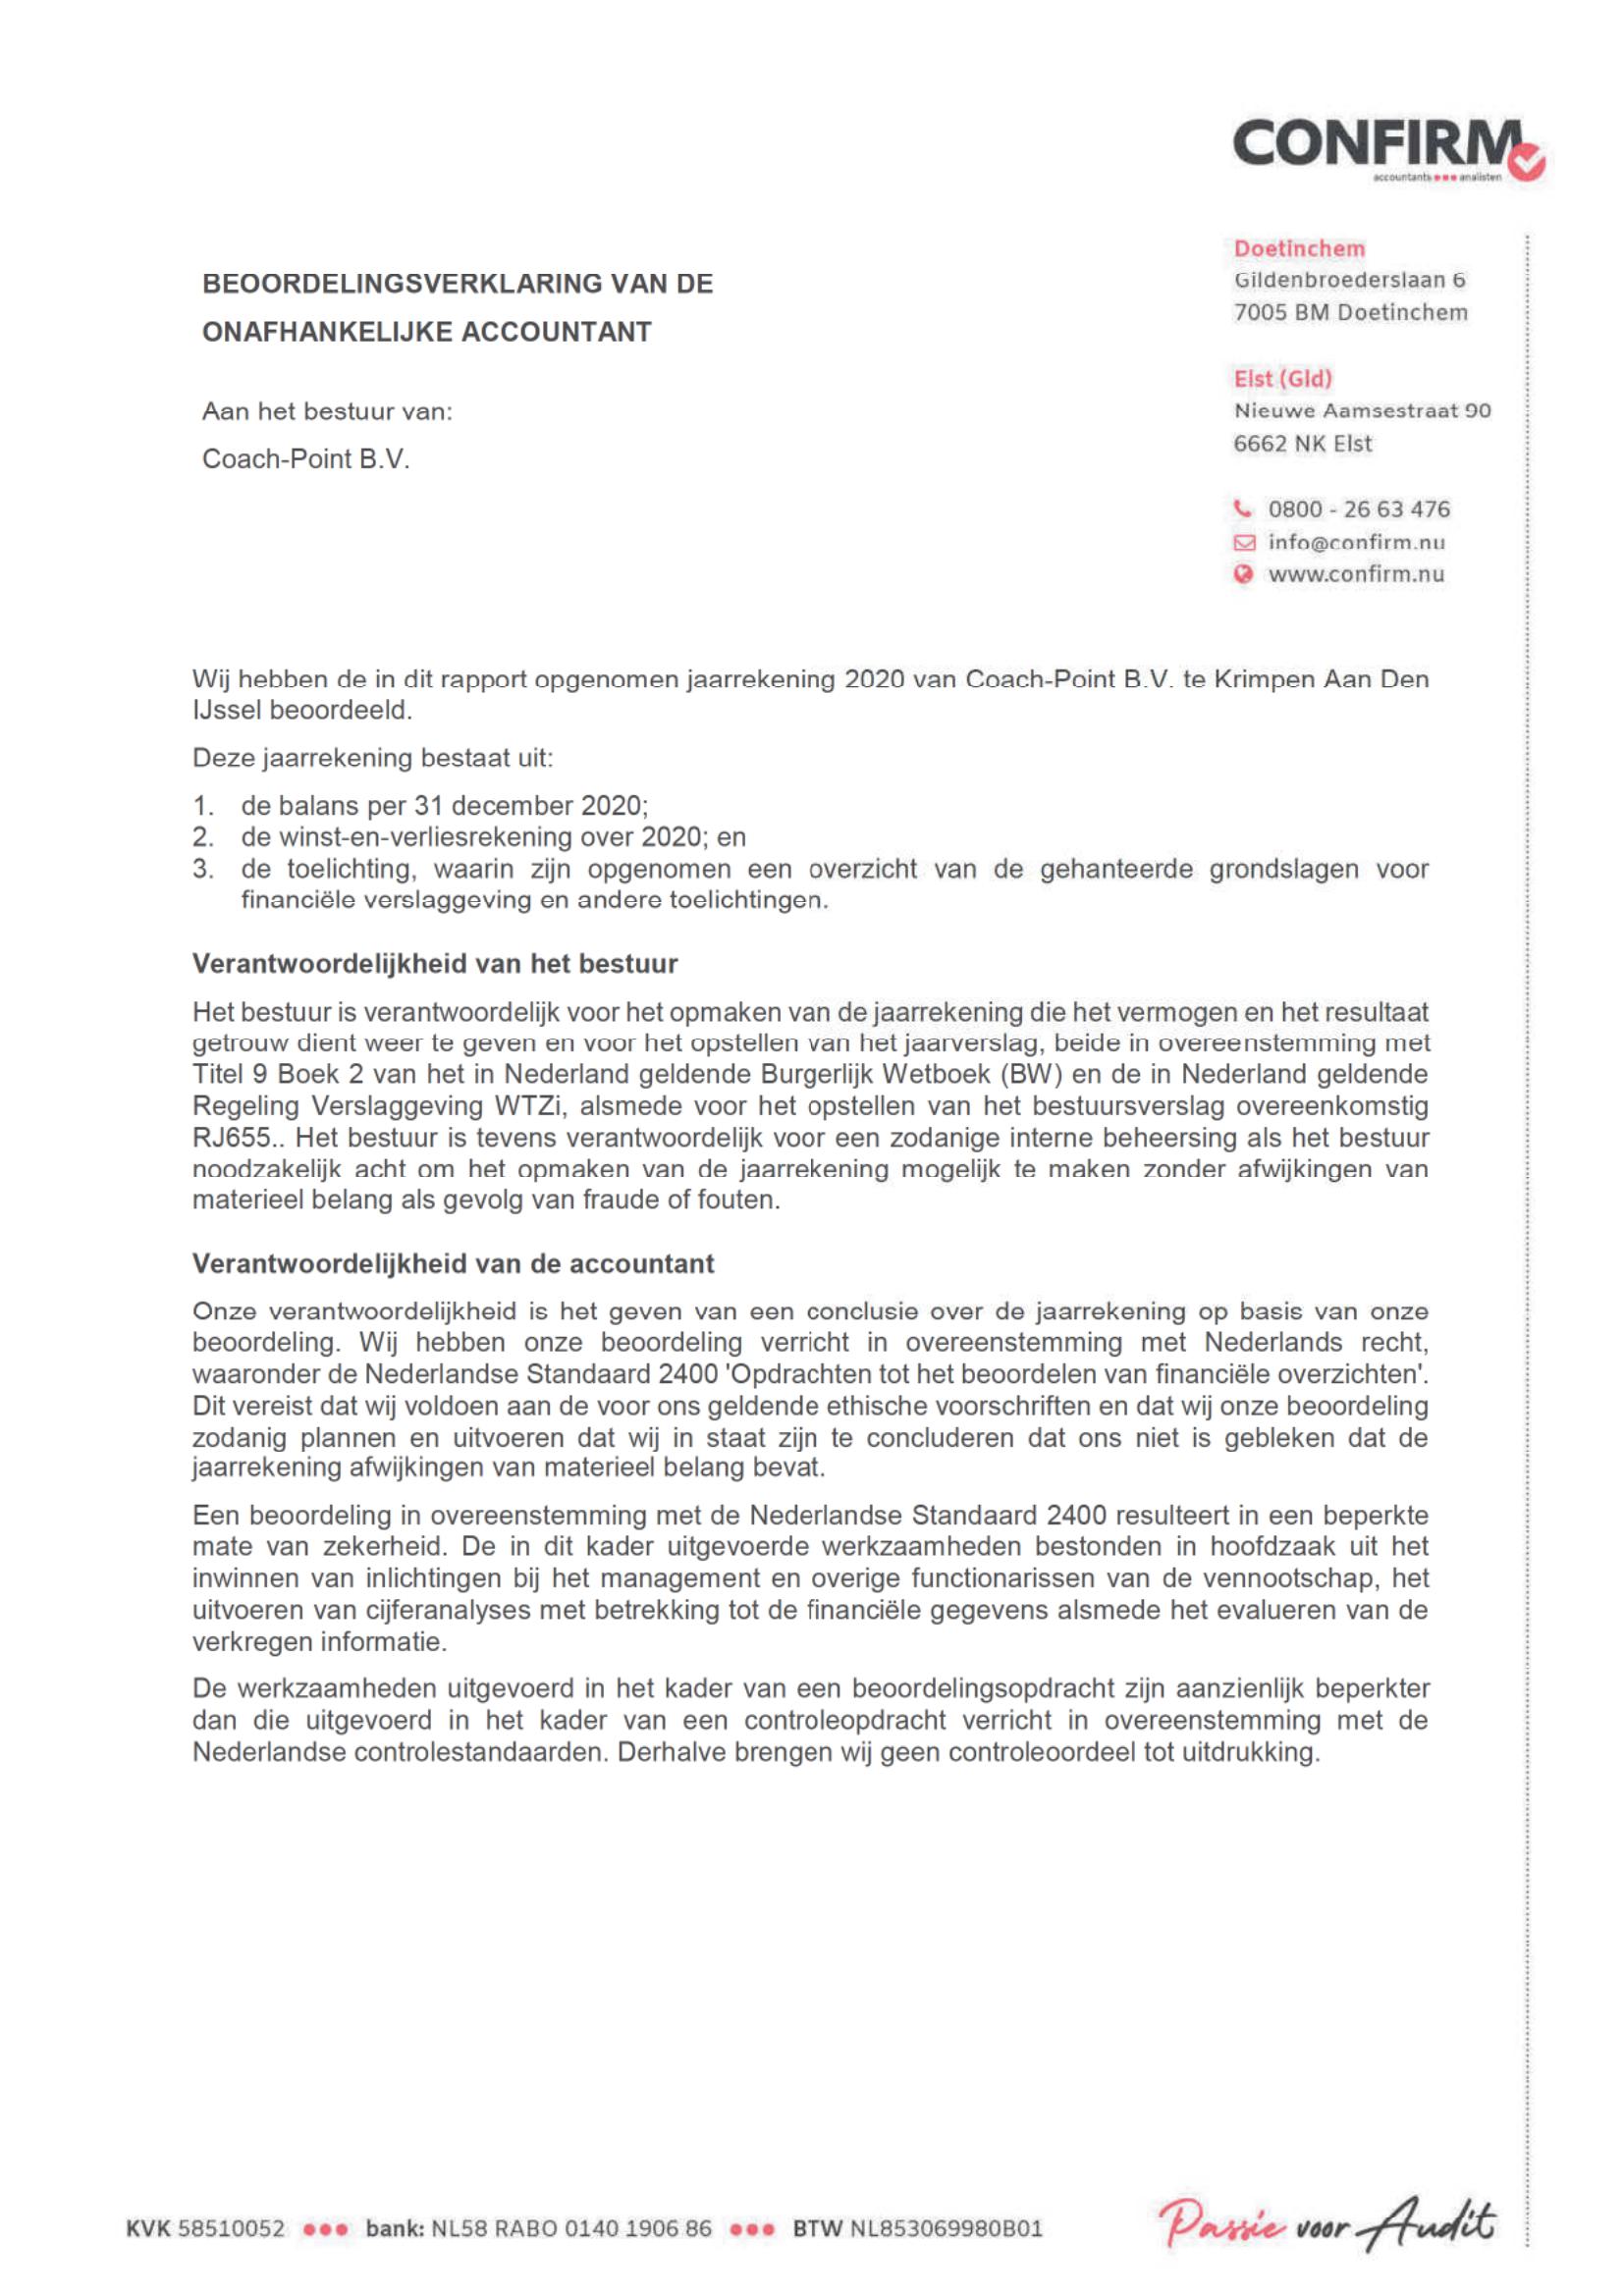 CONFIRM
accountants analisten
Doetinchem
Gildenbroederslaan 6
7005 BM Doetinchem
Elst (Gld)
Nieuwe Aamsestraat 90
6662 NK Elst
0800 - 26 63 476
info@confirm.nu
www.confirm.nu
BEOORDELINGSVERKLARING VAN DE
ONAFHANKELIJKE ACCOUNTANT
Aan het bestuur van:
Coach-Point B.V.
Wij hebben de in dit rapport opgenomen jaarrekening 2020 van Coach-Point B.V. te Krimpen Aan Den
IJssel beoordeeld.
Deze jaarrekening bestaat uit:
1. de balans per 31 december 2020;
2. de winst-en-verliesrekening over 2020; en
3. de toelichting, waarin zijn opgenomen een overzicht van de gehanteerde grondslagen voor
financiële verslaggeving en andere toelichtingen.
Verantwoordelijkheid van het bestuur
Het bestuur is verantwoordelijk voor het opmaken van de jaarrekening die het vermogen en het resultaat
getrouw dient weer te geven en voor het opstellen van het jaarverslag, beide in overeenstemming met
Titel 9 Boek 2 van het in Nederland geldende Burgerlijk Wetboek (BW) en de in Nederland geldende
Regeling Verslaggeving WTZi, alsmede voor het opstellen van het bestuursverslag overeenkomstig
RJ655.. Het bestuur is tevens verantwoordelijk voor een zodanige interne beheersing als het bestuur
noodzakelijk acht om het opmaken van de jaarrekening mogelijk te maken zonder afwijkingen van
materieel belang als gevolg van fraude of fouten.
Verantwoordelijkheid van de accountant
Onze verantwoordelijkheid is het geven van een conclusie over de jaarrekening op basis van onze
beoordeling. Wij hebben onze beoordeling verricht in overeenstemming met Nederlands recht,
waaronder de Nederlandse Standaard 2400 'Opdrachten tot het beoordelen van financiële overzichten'.
Dit vereist dat wij voldoen aan de voor ons geldende ethische voorschriften en dat wij onze beoordeling
zodanig plannen en uitvoeren dat wij in staat zijn te concluderen dat ons niet is gebleken dat de
jaarrekening afwijkingen van materieel belang bevat.
Een beoordeling in overeenstemming met de Nederlandse Standaard 2400 resulteert in een beperkte
mate van zekerheid. De in dit kader uitgevoerde werkzaamheden bestonden in hoofdzaak uit het
inwinnen van inlichtingen bij het management en overige functionarissen van de vennootschap, het
uitvoeren van cijferanalyses met betrekking tot de financiële gegevens alsmede het evalueren van de
verkregen informatie.
De werkzaamheden uitgevoerd in het kader van een beoordelingsopdracht zijn aanzienlijk beperkter
dan die uitgevoerd in het kader van een controleopdracht verricht in overeenstemming met de
Nederlandse controlestandaarden. Derhalve brengen wij geen controleoordeel tot uitdrukking.
KVK 58510052 bank: NL58 RABO 0140 1906 86 BTW NL853069980B01
Passie voor Audit